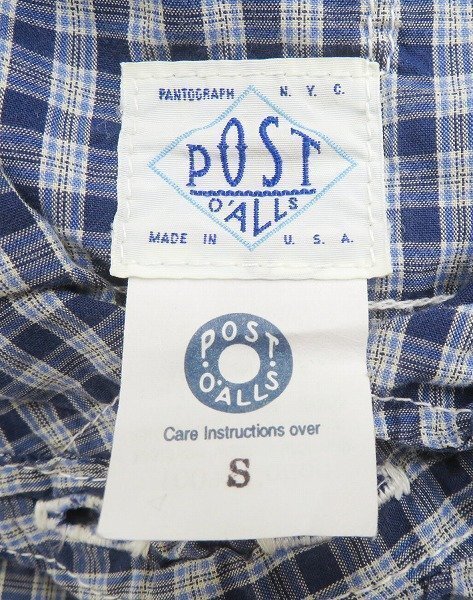 PANTOGRAPH N. Y. C.
POST
O'ALLS
MADE IN U. S. A.
POST
O'ALLS
Care Instructions over
S